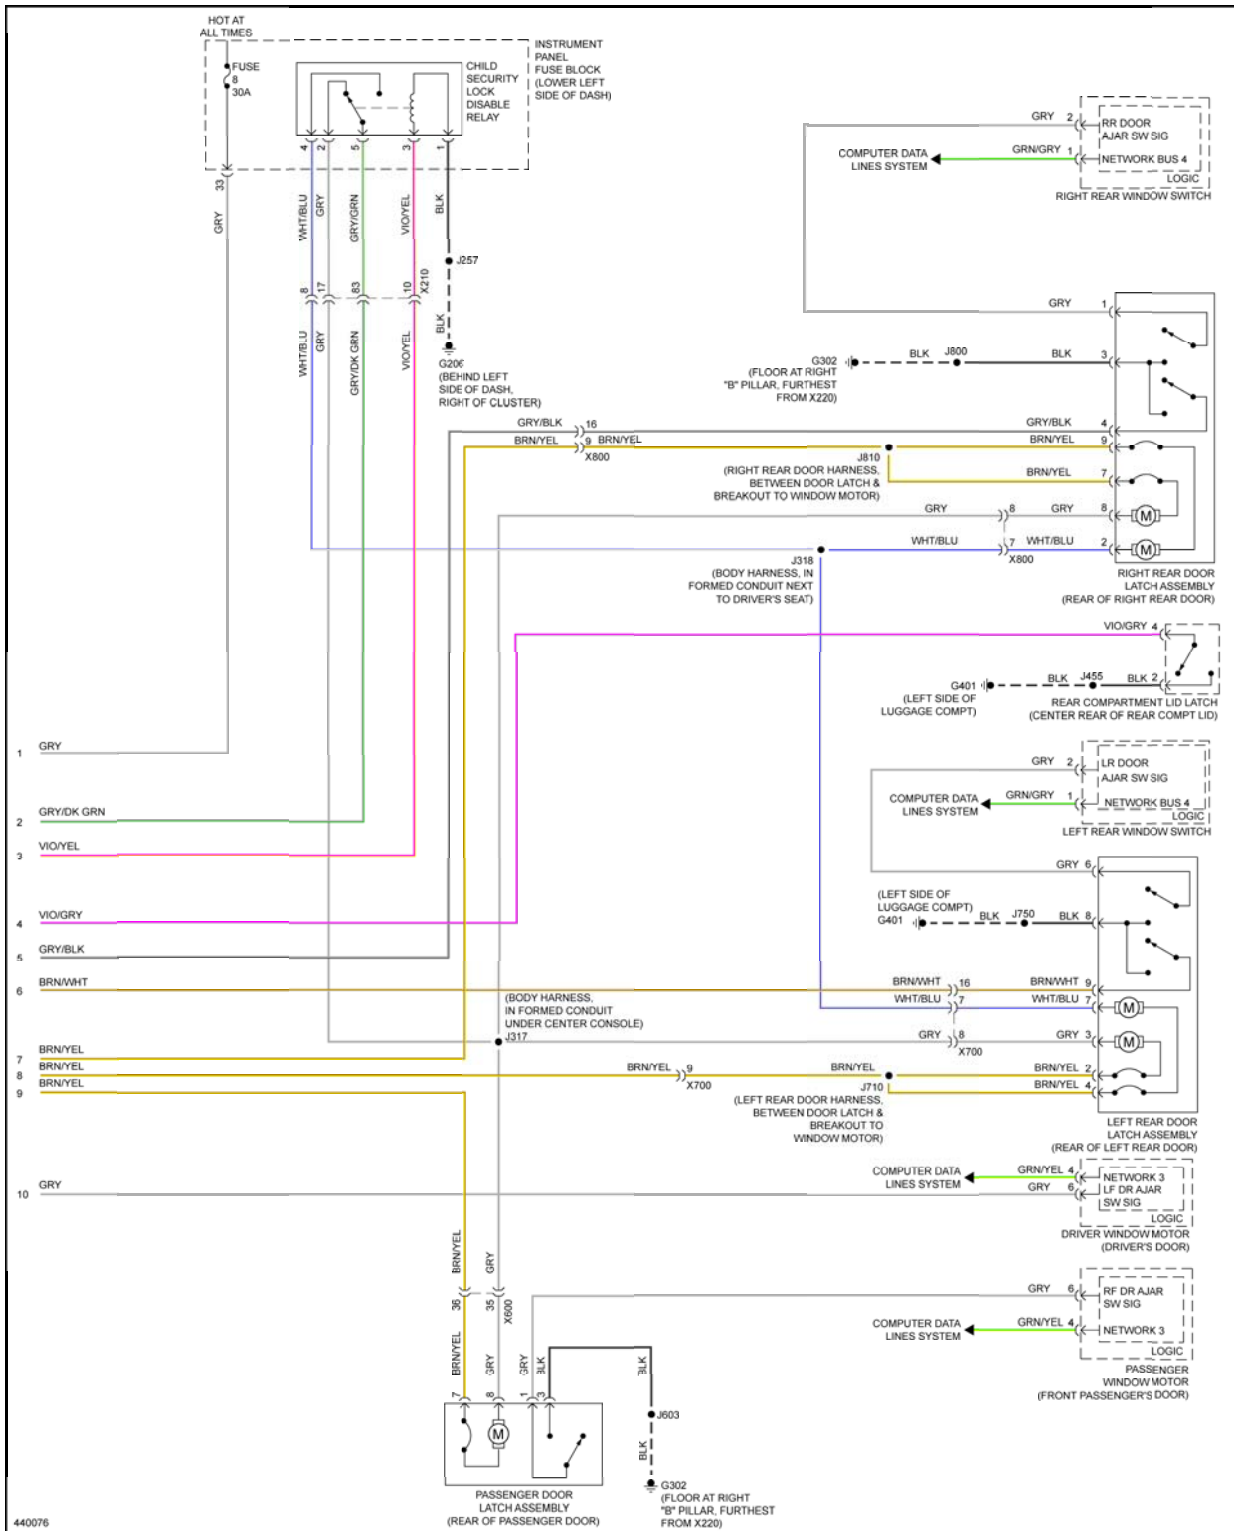 HOT AT
ALL TIMES
FUSE
8
30A
INSTRUMENT
PANEL
FUSE BLOCK
(LOWER LEFT
SIDE OF DASH)
CHILD
SECURITY
LOCK
DISABLE
RELAY
4 2 5 3 1
33
GRY
WHT/BLU
GRY
GRY/GRN
VIO/YEL
BLK
J257
8 17 83 10 X210
WHT/BLU
GRY
GRY/DK GRN
VIO/YEL
BLK
G206
(BEHIND LEFT
SIDE OF DASH,
RIGHT OF CLUSTER)
GRY 2 RR DOOR
AJAR SW SIG
COMPUTER DATA
LINES SYSTEM
GRN/GRY 1 NETWORK BUS 4
LOGIC
RIGHT REAR WINDOW SWITCH
GRY 1
G302 BLK J800 BLK 3
(FLOOR AT RIGHT
"B" PILLAR, FURTHEST
FROM X220)
GRY/BLK 16 GRY/BLK 4
BRN/YEL 9 BRN/YEL BRN/YEL 9
X800
J810
(RIGHT REAR DOOR HARNESS,
BETWEEN DOOR LATCH &
BREAKOUT TO WINDOW MOTOR)
BRN/YEL 7
GRY 8 GRY 8 M
WHT/BLU 7 WHT/BLU 2 M
X800
J318
(BODY HARNESS, IN
FORMED CONDUIT NEXT
TO DRIVER'S SEAT)
RIGHT REAR DOOR
LATCH ASSEMBLY
(REAR OF RIGHT REAR DOOR)
VIO/GRY 4
G401 BLK J455 BLK 2
(LEFT SIDE OF
LUGGAGE COMPT)
REAR COMPARTMENT LID LATCH
(CENTER REAR OF REAR COMPT LID)
1 GRY
2 GRY/DK GRN
3 VIO/YEL
4 VIO/GRY
5 GRY/BLK
6 BRN/WHT
7 BRN/YEL
8 BRN/YEL
9 BRN/YEL
10 GRY
GRY 2 LR DOOR
AJAR SW SIG
COMPUTER DATA
LINES SYSTEM
GRN/GRY 1 NETWORK BUS 4
LOGIC
LEFT REAR WINDOW SWITCH
GRY 6
(LEFT SIDE OF
LUGGAGE COMPT)
G401 BLK J750 BLK 8
BRN/WHT 16 BRN/WHT 9
WHT/BLU 7 WHT/BLU 7 M
GRY 8 GRY 3 M
X700
(BODY HARNESS,
IN FORMED CONDUIT
UNDER CENTER CONSOLE)
J317
BRN/YEL 9 BRN/YEL BRN/YEL 2
X700
J710
BRN/YEL 4
(LEFT REAR DOOR HARNESS,
BETWEEN DOOR LATCH &
BREAKOUT TO
WINDOW MOTOR)
LEFT REAR DOOR
LATCH ASSEMBLY
(REAR OF LEFT REAR DOOR)
COMPUTER DATA
LINES SYSTEM
GRN/YEL 4 NETWORK 3
GRY 6 LF DR AJAR
SW SIG
LOGIC
DRIVER WINDOW MOTOR
(DRIVER'S DOOR)
GRY 6 RF DR AJAR
SW SIG
COMPUTER DATA
LINES SYSTEM
GRN/YEL 4 NETWORK 3
LOGIC
PASSENGER
WINDOW MOTOR
(FRONT PASSENGER'S DOOR)
BRN/YEL GRY
36 35 X600
BRN/YEL GRY GRY BLK BLK
7 8 1 3
M
J603
BLK
G302
(FLOOR AT RIGHT
"B" PILLAR, FURTHEST
FROM X220)
PASSENGER DOOR
LATCH ASSEMBLY
(REAR OF PASSENGER DOOR)
440076